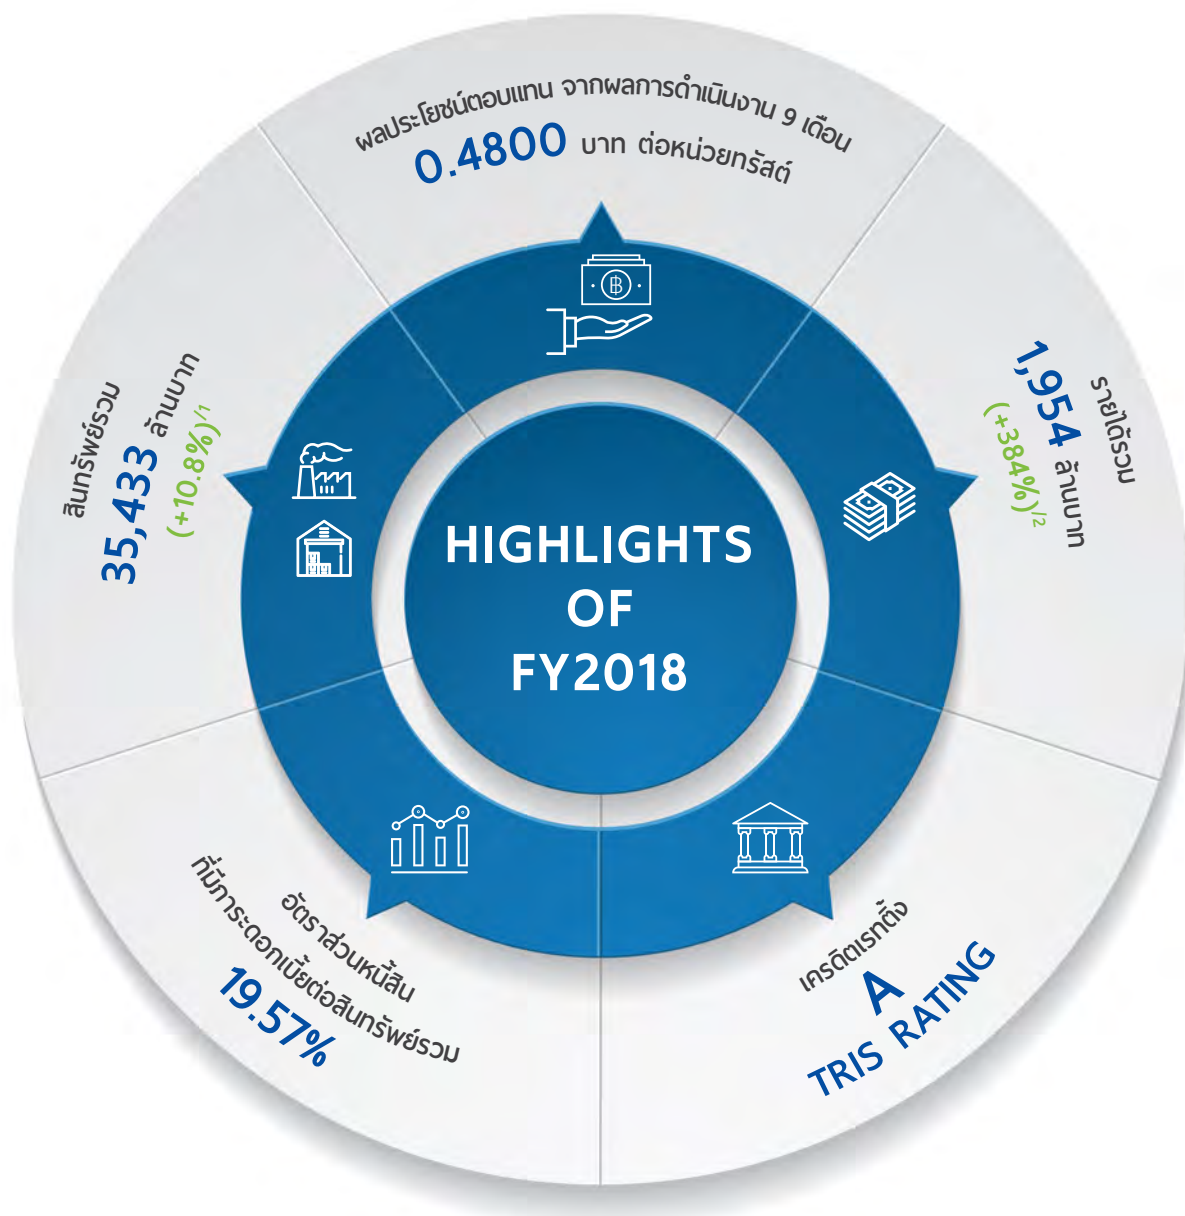 ผลประโยชน์ตอบแทน จากผลการดำเนินงาน 9 เดือน
0.4800 บาท ต่อหน่วยทรัสต์
รายได้รวม
1,954 ล้านบาท
(+384%)/2
เครดิตเรทติ้ง
A
TRIS RATING
อัตราส่วนหนี้สิน
ที่มีภาระดอกเบี้ยต่อสินทรัพย์รวม
19.57%
สินทรัพย์รวม
35,433 ล้านบาท
(+10.8%)/1
HIGHLIGHTS
OF
FY2018